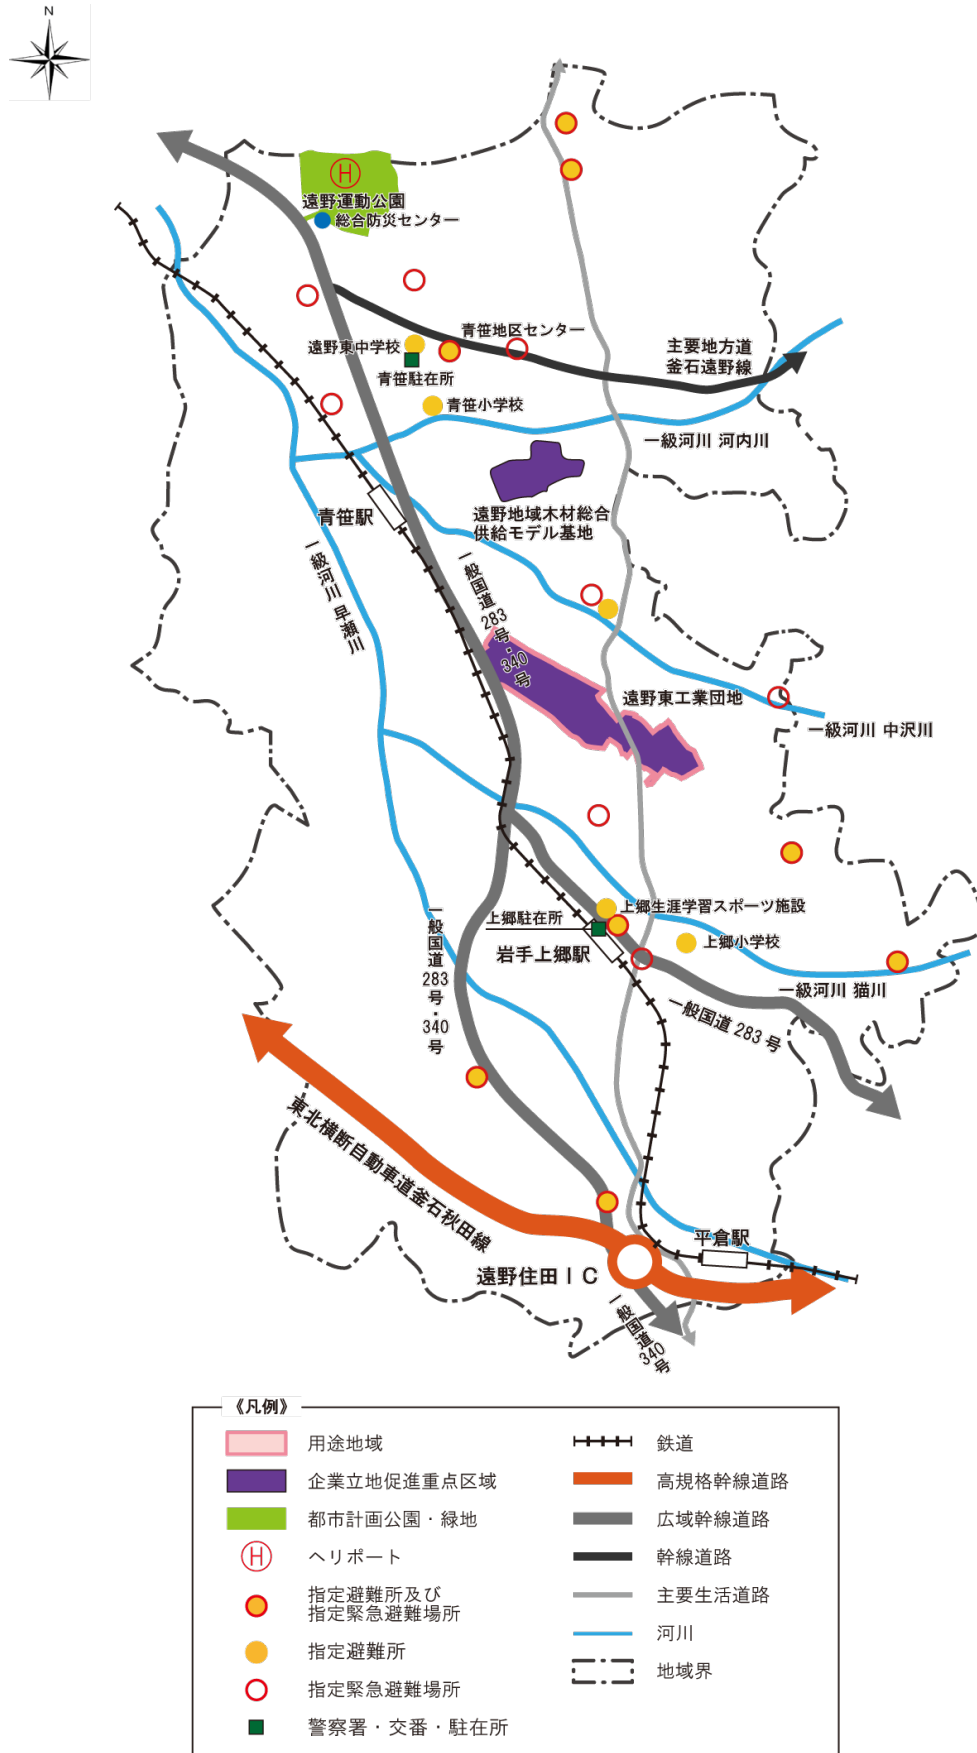 N
H
遠野運動公園
総合防災センター
青笹地区センター
遠野東中学校
主要地方道
釜石遠野線
青笹駐在所
青笹小学校
一級河川 河内川
遠野地域木材総合
供給モデル基地
青笹駅
一級河川 早瀬川
一般国道283号・340号
遠野東工業団地
一級河川 中沢川
上郷生涯学習スポーツ施設
上郷駐在所
上郷小学校
岩手上郷駅
一般国道283号・340号
一級河川 猫川
一般国道 283 号
東北横断自動車道釜石秋田線
平倉駅
遠野住田IC
一般国道340号
《凡例》
用途地域
企業立地促進重点区域
都市計画公園・緑地
H
ヘリポート
指定避難所及び
指定緊急避難場所
指定避難所
指定緊急避難場所
警察署・交番・駐在所
鉄道
高規格幹線道路
広域幹線道路
幹線道路
主要生活道路
河川
地域界